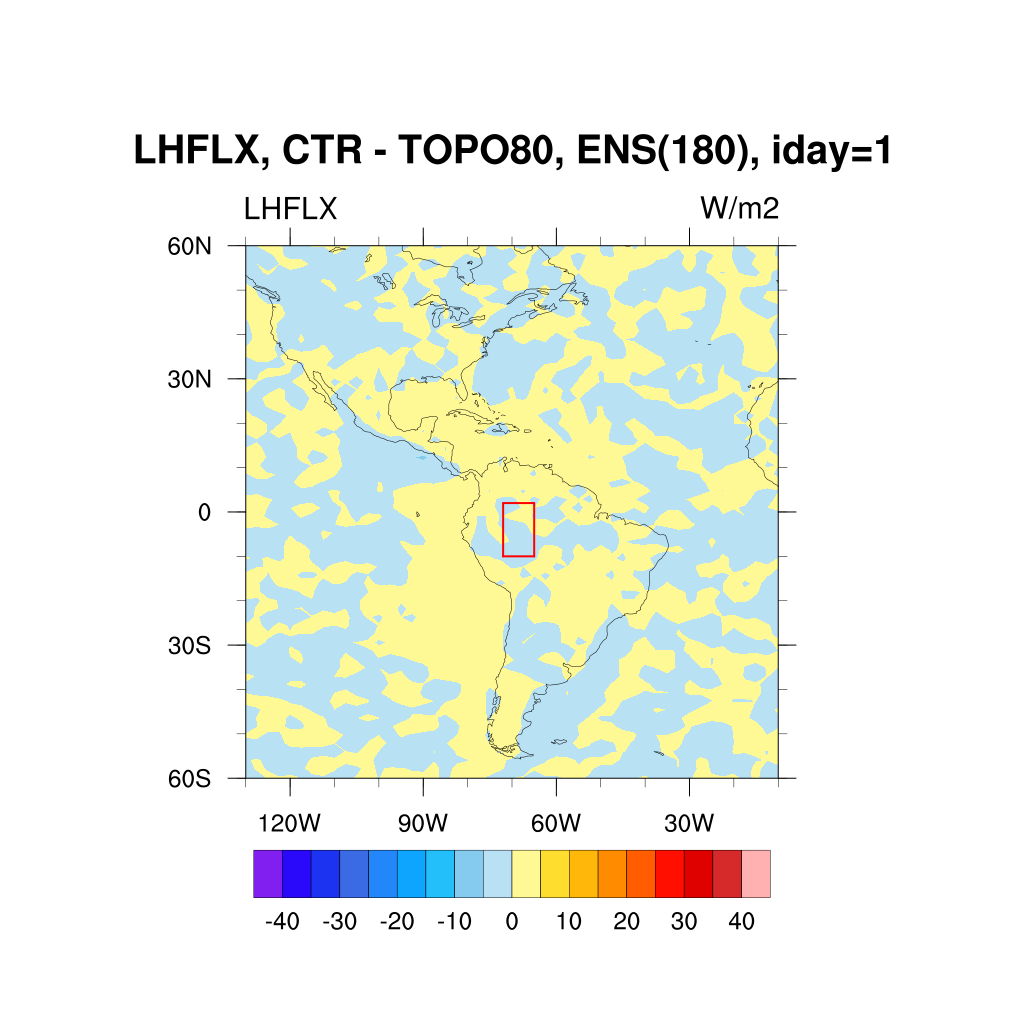 LHFLX, CTR - TOPO80, ENS(180), iday=1
LHFLX W/m2
60N
30N
0
30S
60S
120W 90W 60W 30W
-40 -30 -20 -10 0 10 20 30 40